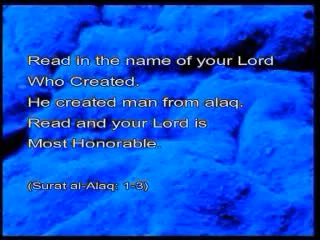 Read in the name of your Lord
Who Created.
He created man from alaq.
Read and your Lord is
Most Honorable.
(Surat al-Alaq: 1-3)